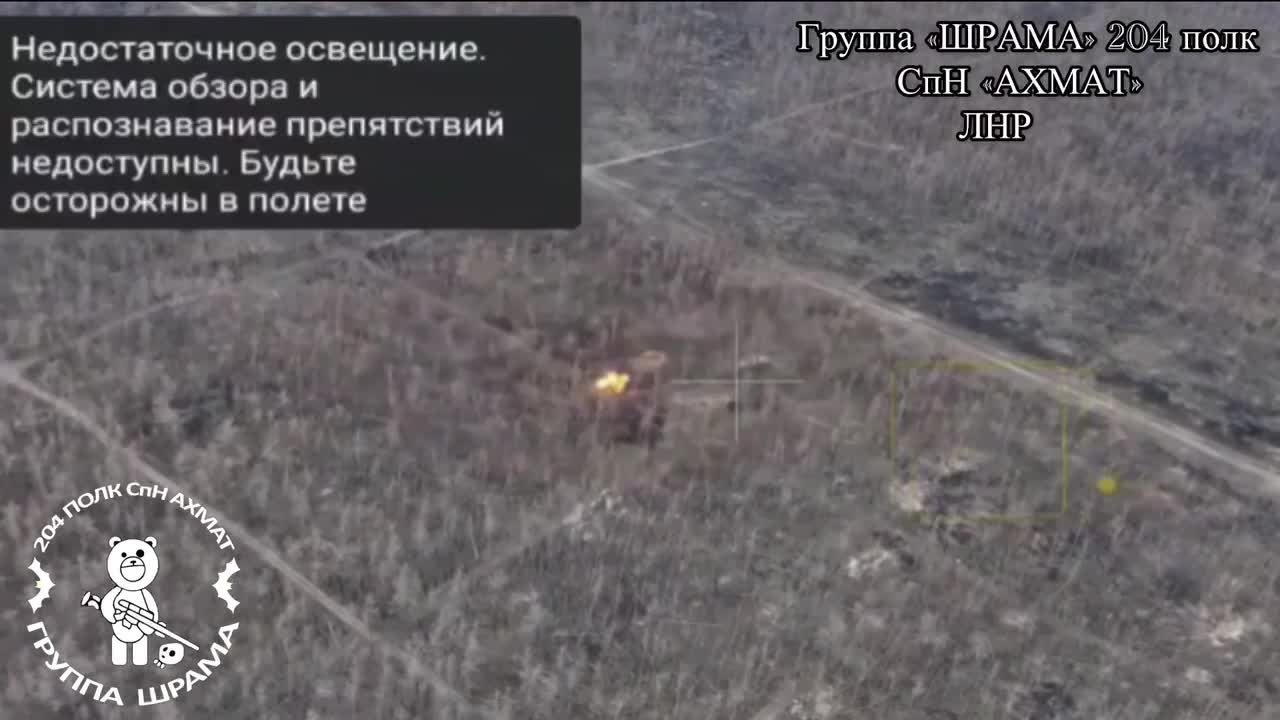 Недостаточное освещение.
Система обзора и
распознавание препятствий
недоступны. Будьте
осторожны в полете
Группа «ШРАМА» 204 полк
СпН «АХМАТ»
ЛНР
204 ПОЛК СпН АХМАТ
ГРУППА ШРАМА